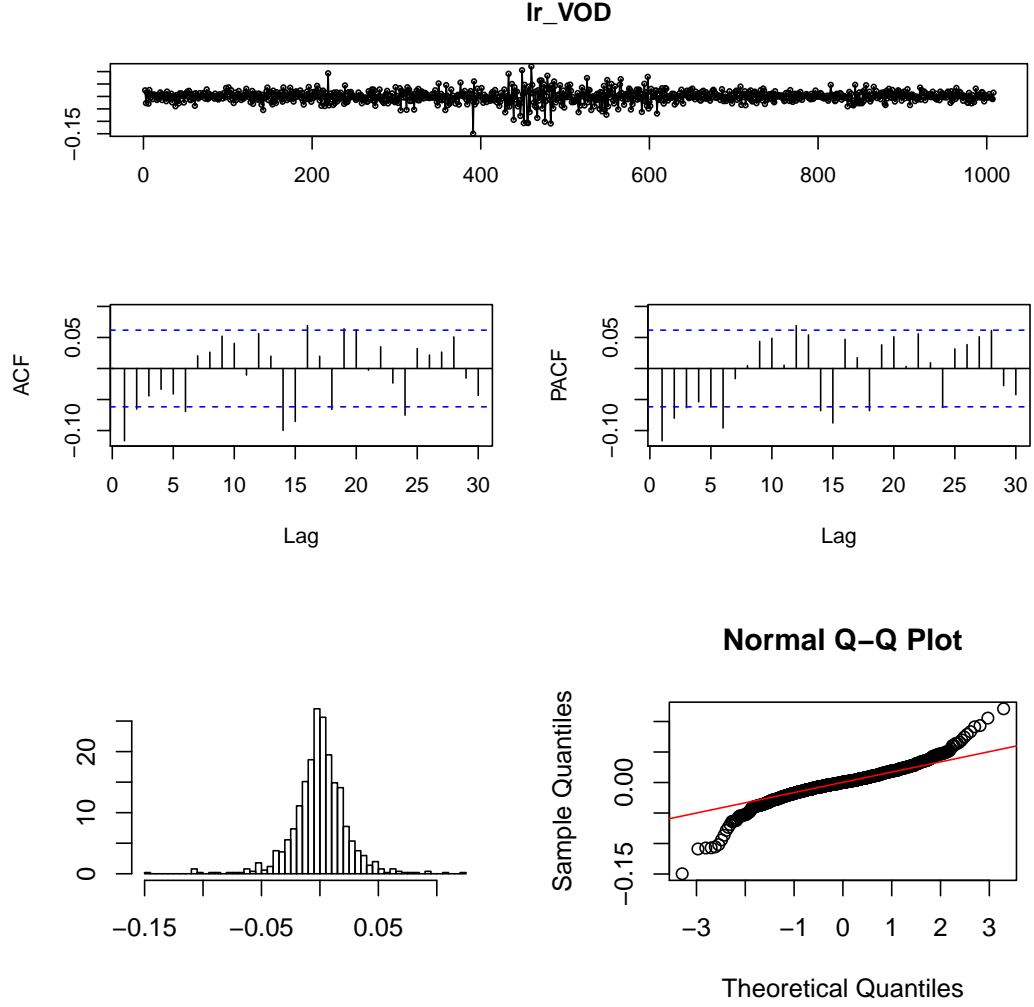 lr_VOD
−0.15
0 200 400 600 800 1000
ACF
−0.10 0.05
0 5 10 15 20 25 30
Lag
PACF
−0.10 0.05
0 5 10 15 20 25 30
Lag
0 10 20
−0.15 −0.05 0.05
Normal Q−Q Plot
Sample Quantiles
−0.15 0.00
−3 −1 0 1 2 3
Theoretical Quantiles